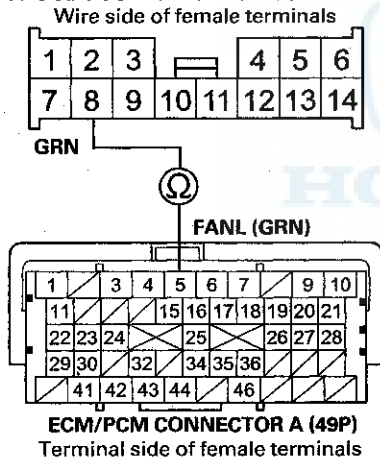 Wire side of female terminals
1 2 3 4 5 6
7 8 9 10 11 12 13 14
GRN
Ω
FANL (GRN)
1 3 4 5 6 7 9 10
11 15 16 17 18 19 20 21
22 23 24 25 26 27 28
29 30 32 34 35 36
41 42 43 44 46
ECM/PCM CONNECTOR A (49P)
Terminal side of female terminals